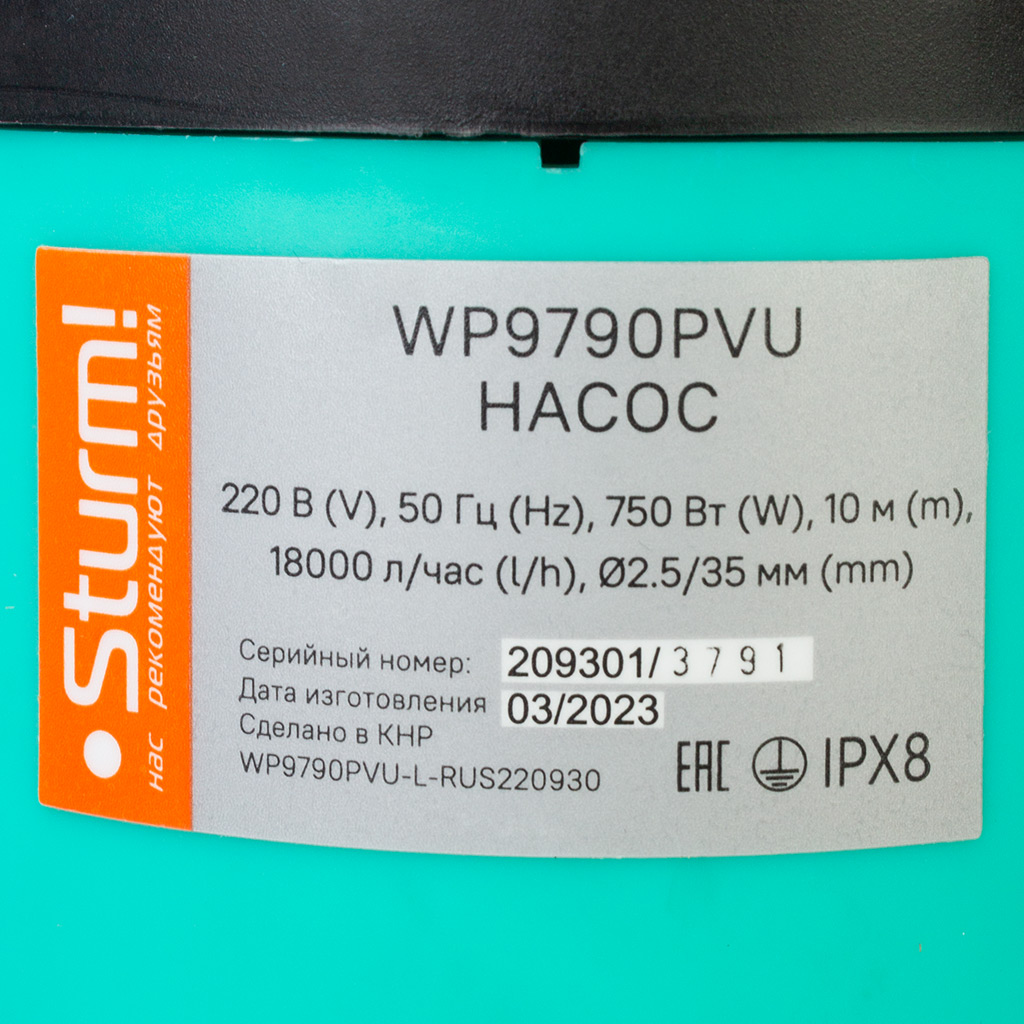 Sturm!
нас рекомендуют друзьям
WP9790PVU
НАСОС
220 В (V), 50 Гц (Hz), 750 Вт (W), 10 м (m),
18000 л/час (l/h), Ø2.5/35 мм (mm)
Серийный номер: 209301/3791
Дата изготовления 03/2023
Сделано в КНР
WP9790PVU-L-RUS220930
EAC IPX8